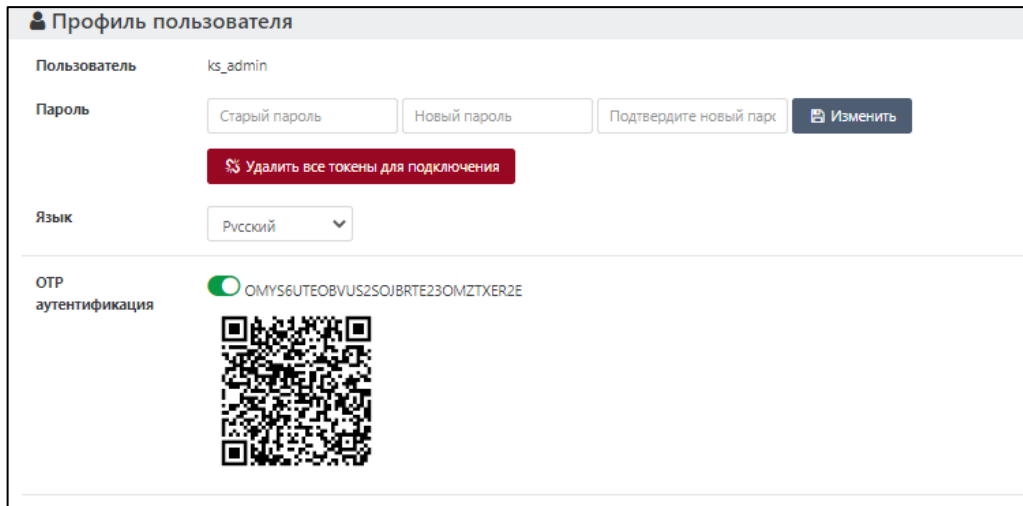 Профиль пользователя
Пользователь ks_admin
Пароль Старый пароль Новый пароль Подтвердите новый парс Изменить
Удалить все токены для подключения
Язык Русский
OTP
аутентификация OMYS6UTEOBVUS2SOJBRTE23OMZTXER2E